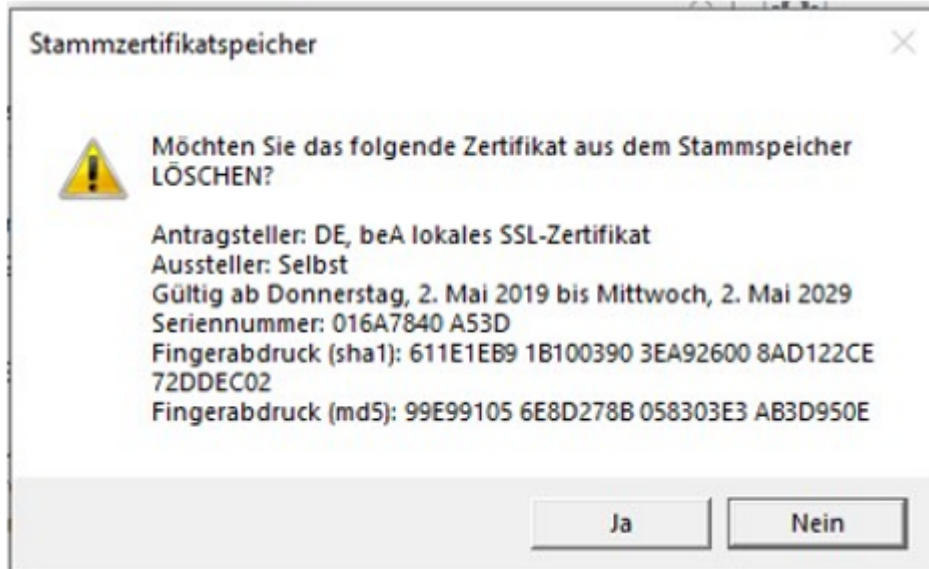 Stammzertifikatspeicher
Möchten Sie das folgende Zertifikat aus dem Stammspeicher
LÖSCHEN?
Antragsteller: DE, beA lokales SSL-Zertifikat
Aussteller: Selbst
Gültig ab Donnerstag, 2. Mai 2019 bis Mittwoch, 2. Mai 2029
Seriennummer: 016A7840 A53D
Fingerabdruck (sha1): 611E1EB9 1B100390 3EA92600 8AD122CE
72DDEC02
Fingerabdruck (md5): 99E99105 6E8D278B 058303E3 AB3D950E
Ja
Nein